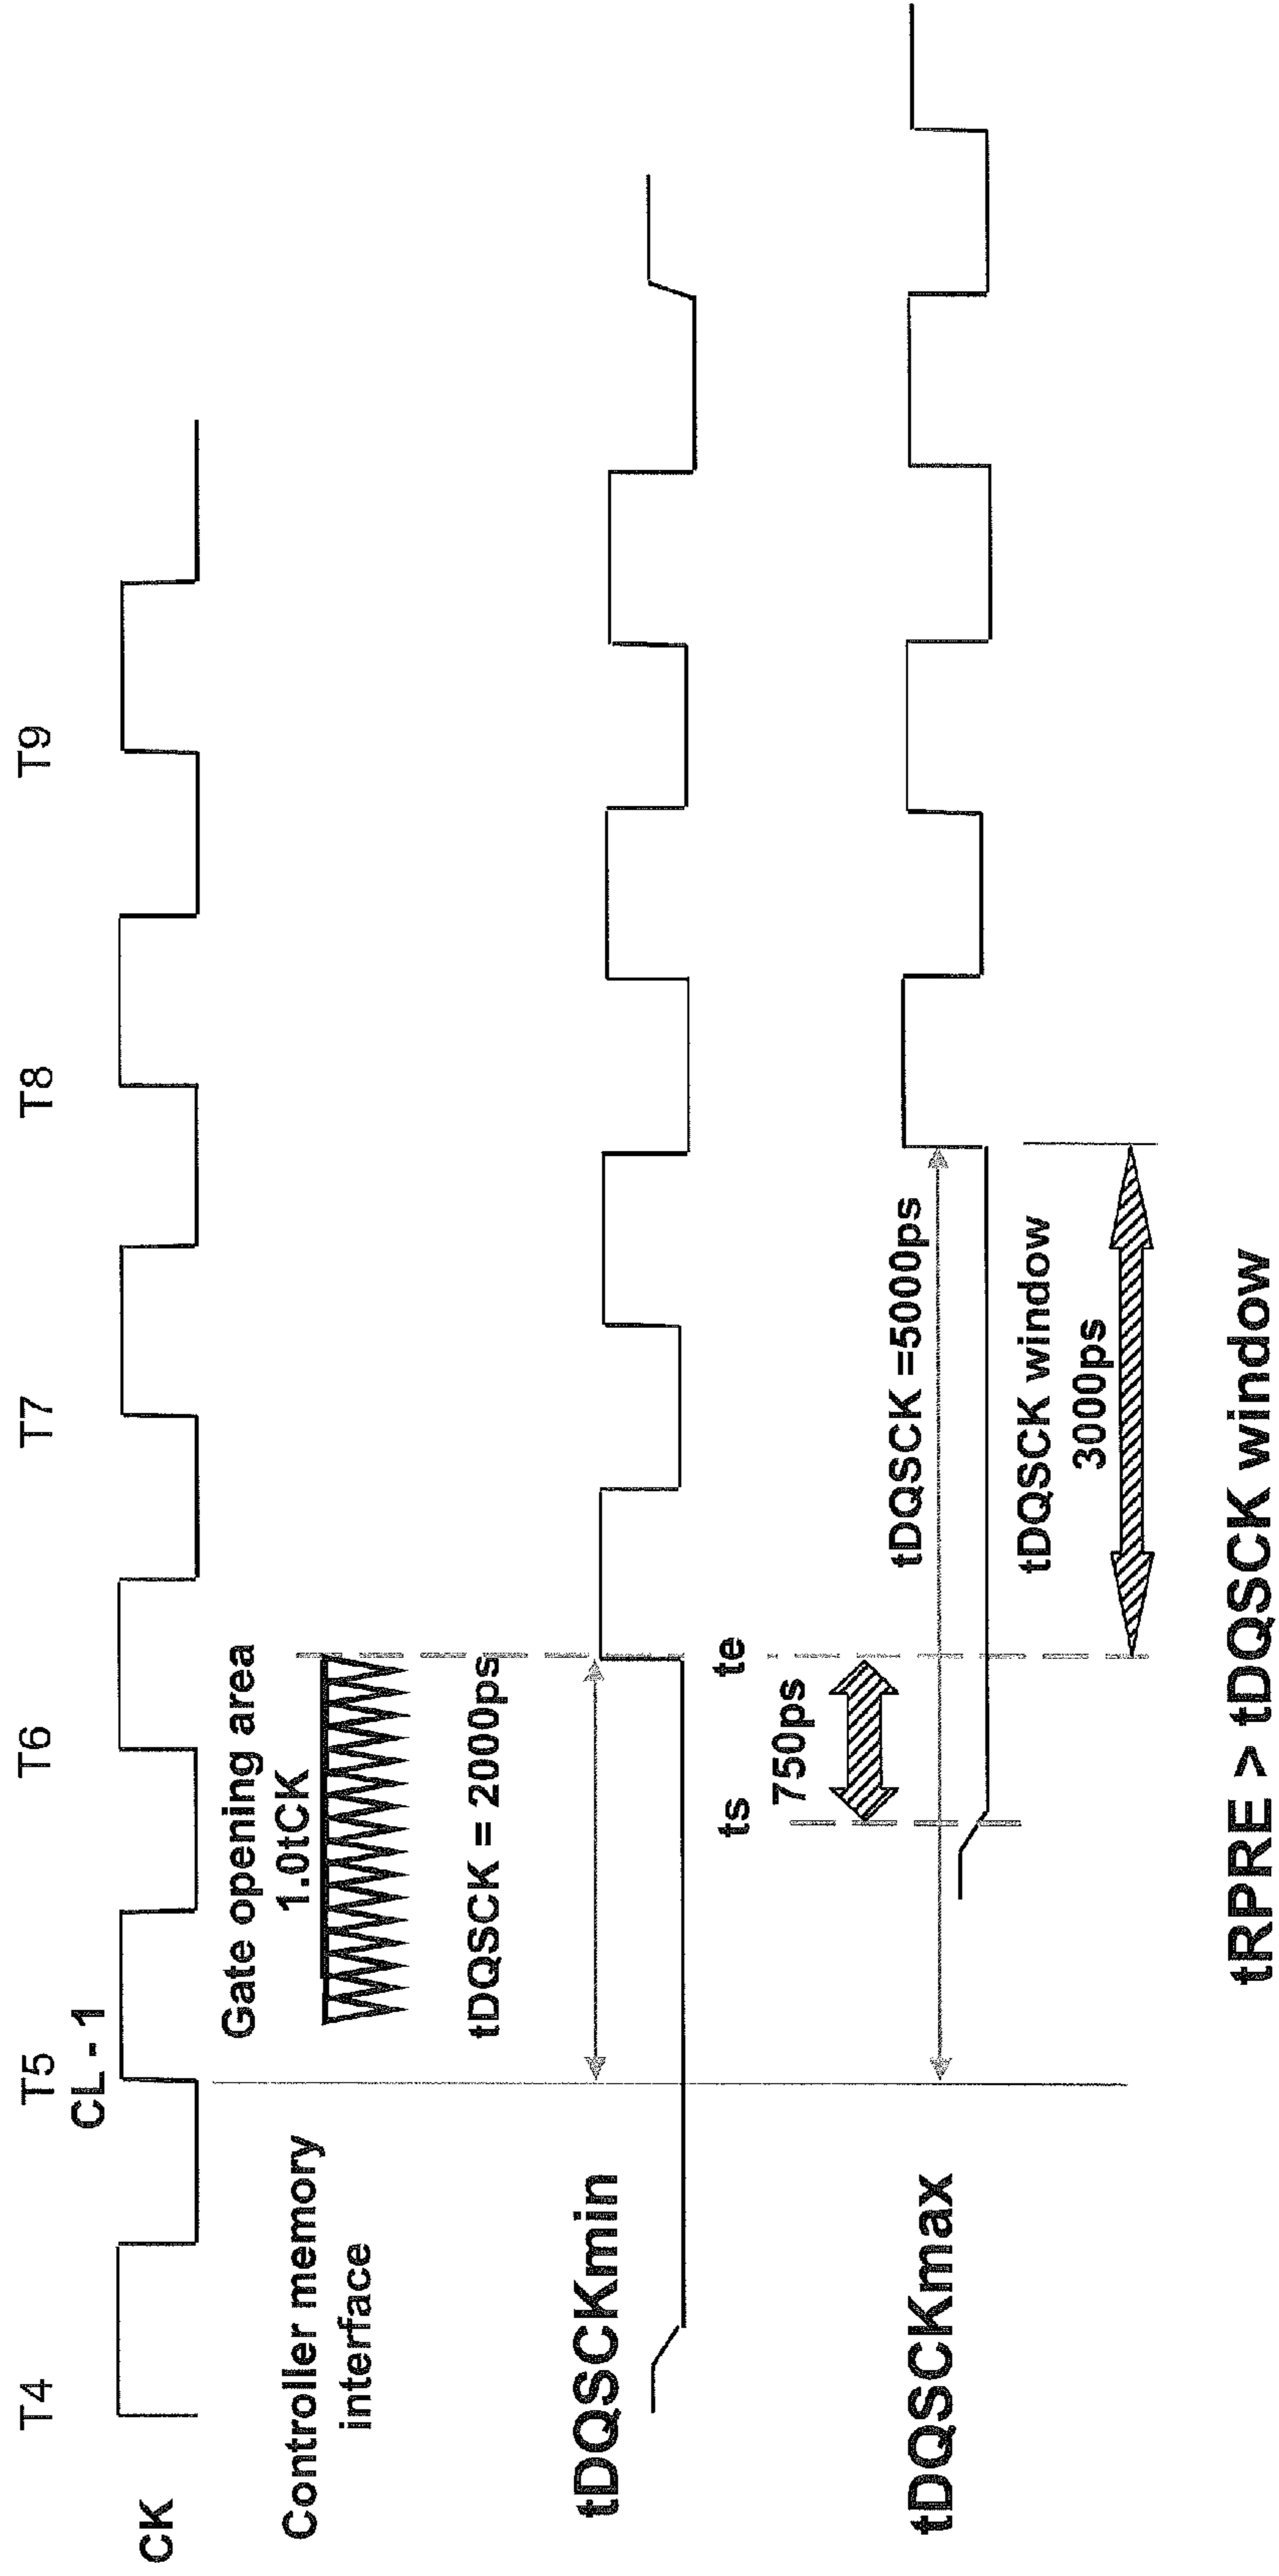 T4 T5 T6 T7 T8 T9
CL - 1
CK
Gate opening area
1.0tCK
Controller memory
interface
tDQSCK = 2000ps
tDQSCKmin
ts te
750ps
tDQSCK =5000ps
tDQSCKmax
tDQSCK window
3000ps
tRPRE > tDQSCK window